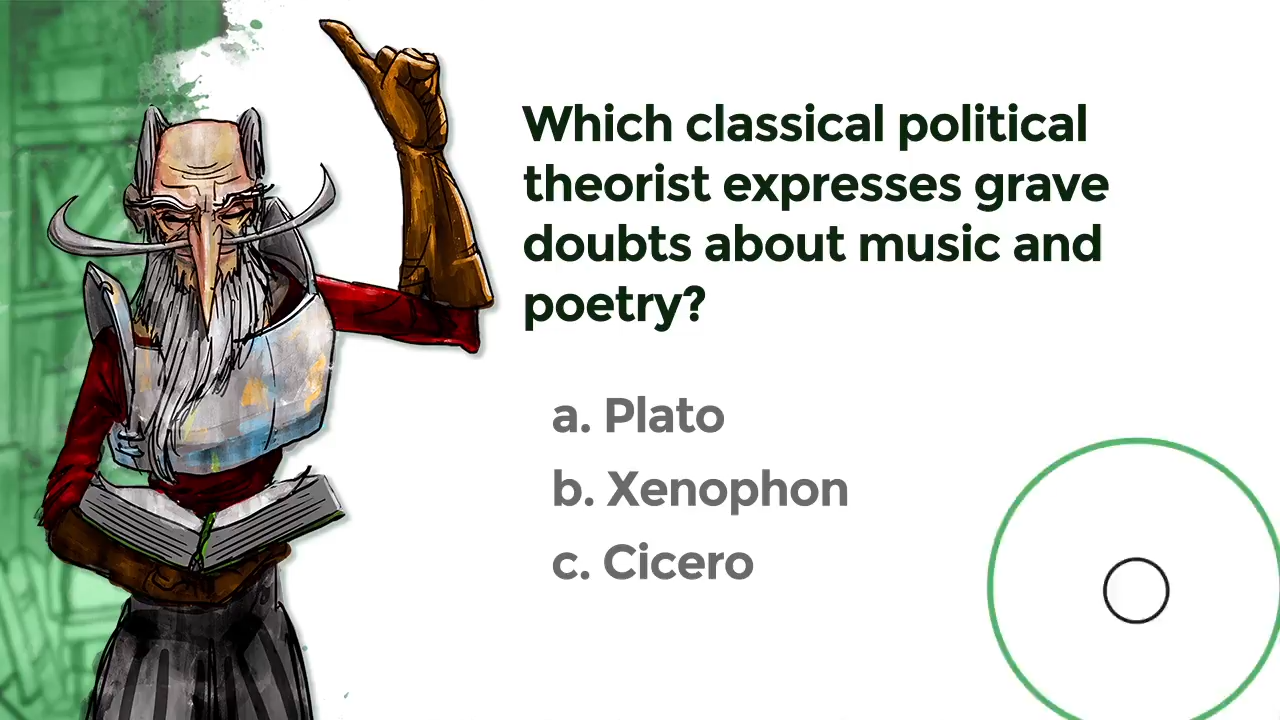 Which classical political
theorist expresses grave
doubts about music and
poetry?
a. Plato
b. Xenophon
c. Cicero